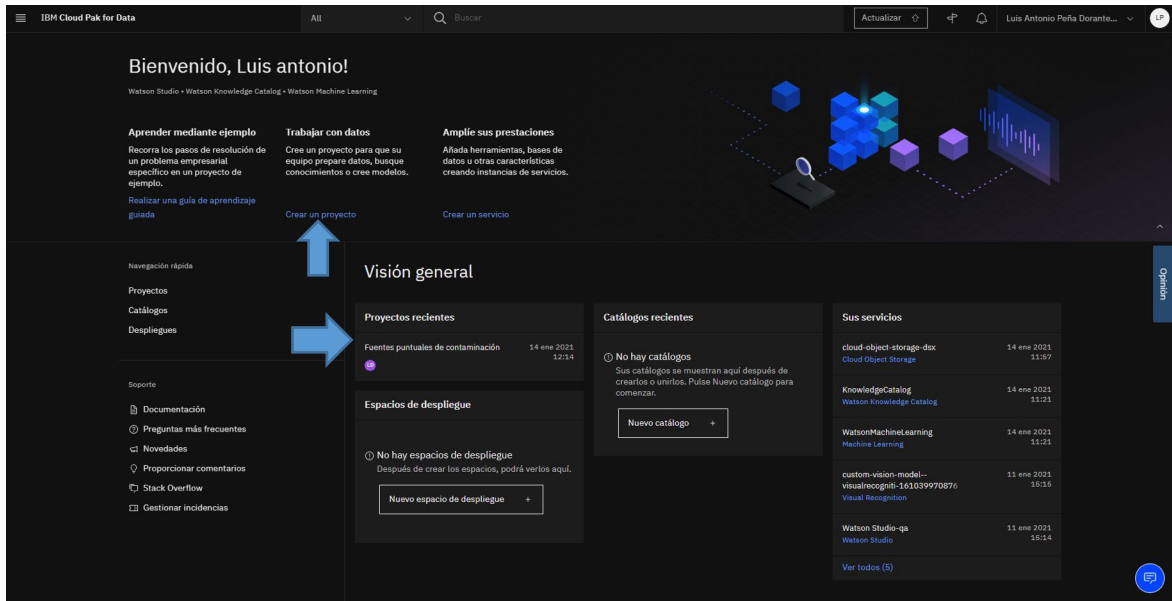 IBM Cloud Pak for Data
All
Buscar
Actualizar
Luis Antonio Peña Dorante...
LP
Bienvenido, Luis antonio!
Watson Studio • Watson Knowledge Catalog • Watson Machine Learning
Aprender mediante ejemplo
Recorra los pasos de resolución de
un problema empresarial
específico en un proyecto de
ejemplo.
Realizar una guía de aprendizaje
guiada
Trabajar con datos
Cree un proyecto para que su
equipo prepare datos, busque
conocimientos o cree modelos.
Crear un proyecto
Amplíe sus prestaciones
Añada herramientas, bases de
datos u otras características
creando instancias de servicios.
Crear un servicio
Opinión
Navegación rápida
Proyectos
Catálogos
Despliegues
Soporte
Documentación
Preguntas más frecuentes
Novedades
Proporcionar comentarios
Stack Overflow
Gestionar incidencias
Visión general
Proyectos recientes
Fuentes puntuales de contaminación
14 ene 2021
12:14
LD
Espacios de despliegue
No hay espacios de despliegue
Después de crear los espacios, podrá verlos aquí.
Nuevo espacio de despliegue +
Catálogos recientes
No hay catálogos
Sus catálogos se muestran aquí después de
crearlos o unirlos. Pulse Nuevo catálogo para
comenzar.
Nuevo catálogo +
Sus servicios
cloud-object-storage-dsx
Cloud Object Storage
14 ene 2021
11:57
KnowledgeCatalog
Watson Knowledge Catalog
14 ene 2021
11:21
WatsonMachineLearning
Machine Learning
14 ene 2021
11:21
custom-vision-model--
visualrecogniti-161039970876
Visual Recognition
11 ene 2021
15:15
Watson Studio-qa
Watson Studio
11 ene 2021
15:14
Ver todos (5)